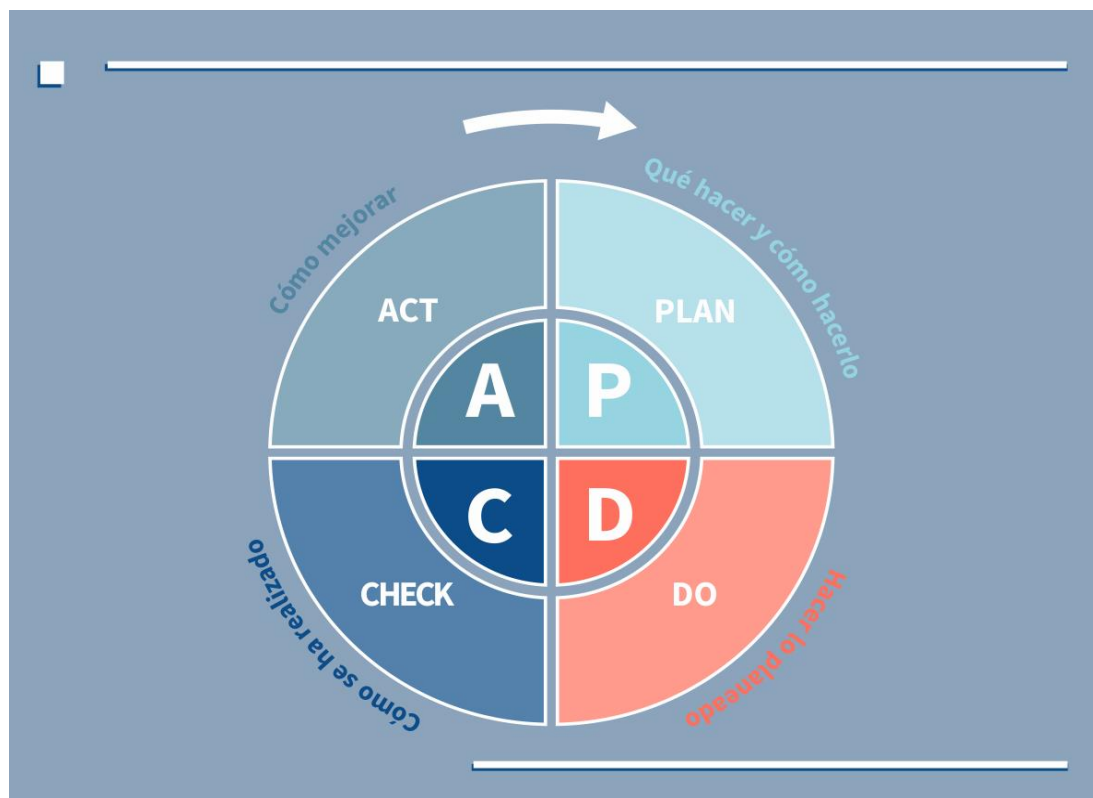 Cómo mejorar
Qué hacer y cómo hacerlo
ACT
PLAN
A
P
C
D
CHECK
DO
Cómo se ha realizado
Hacer lo planeado